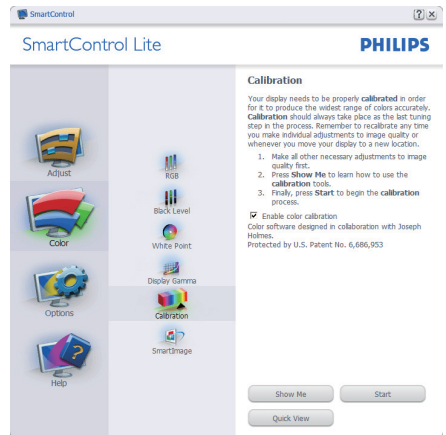 SmartControl
SmartControl Lite
PHILIPS
Adjust
Color
Options
Help
RGB
Black Level
White Point
Display Gamma
Calibration
SmartImage
Calibration
Your display needs to be properly calibrated in order
for it to produce the widest range of colors accurately.
Calibration should always take place as the last tuning
step in the process. Remember to recalibrate any time
you make individual adjustments to image quality or
whenever you move your display to a new location.
1. Make all other necessary adjustments to image
quality first.
2. Press Show Me to learn how to use the
calibration tools.
3. Finally, press Start to begin the calibration
process.
Enable color calibration
Color software designed in collaboration with Joseph
Holmes.
Protected by U.S. Patent No. 6,686,953
Show Me
Start
Quick View